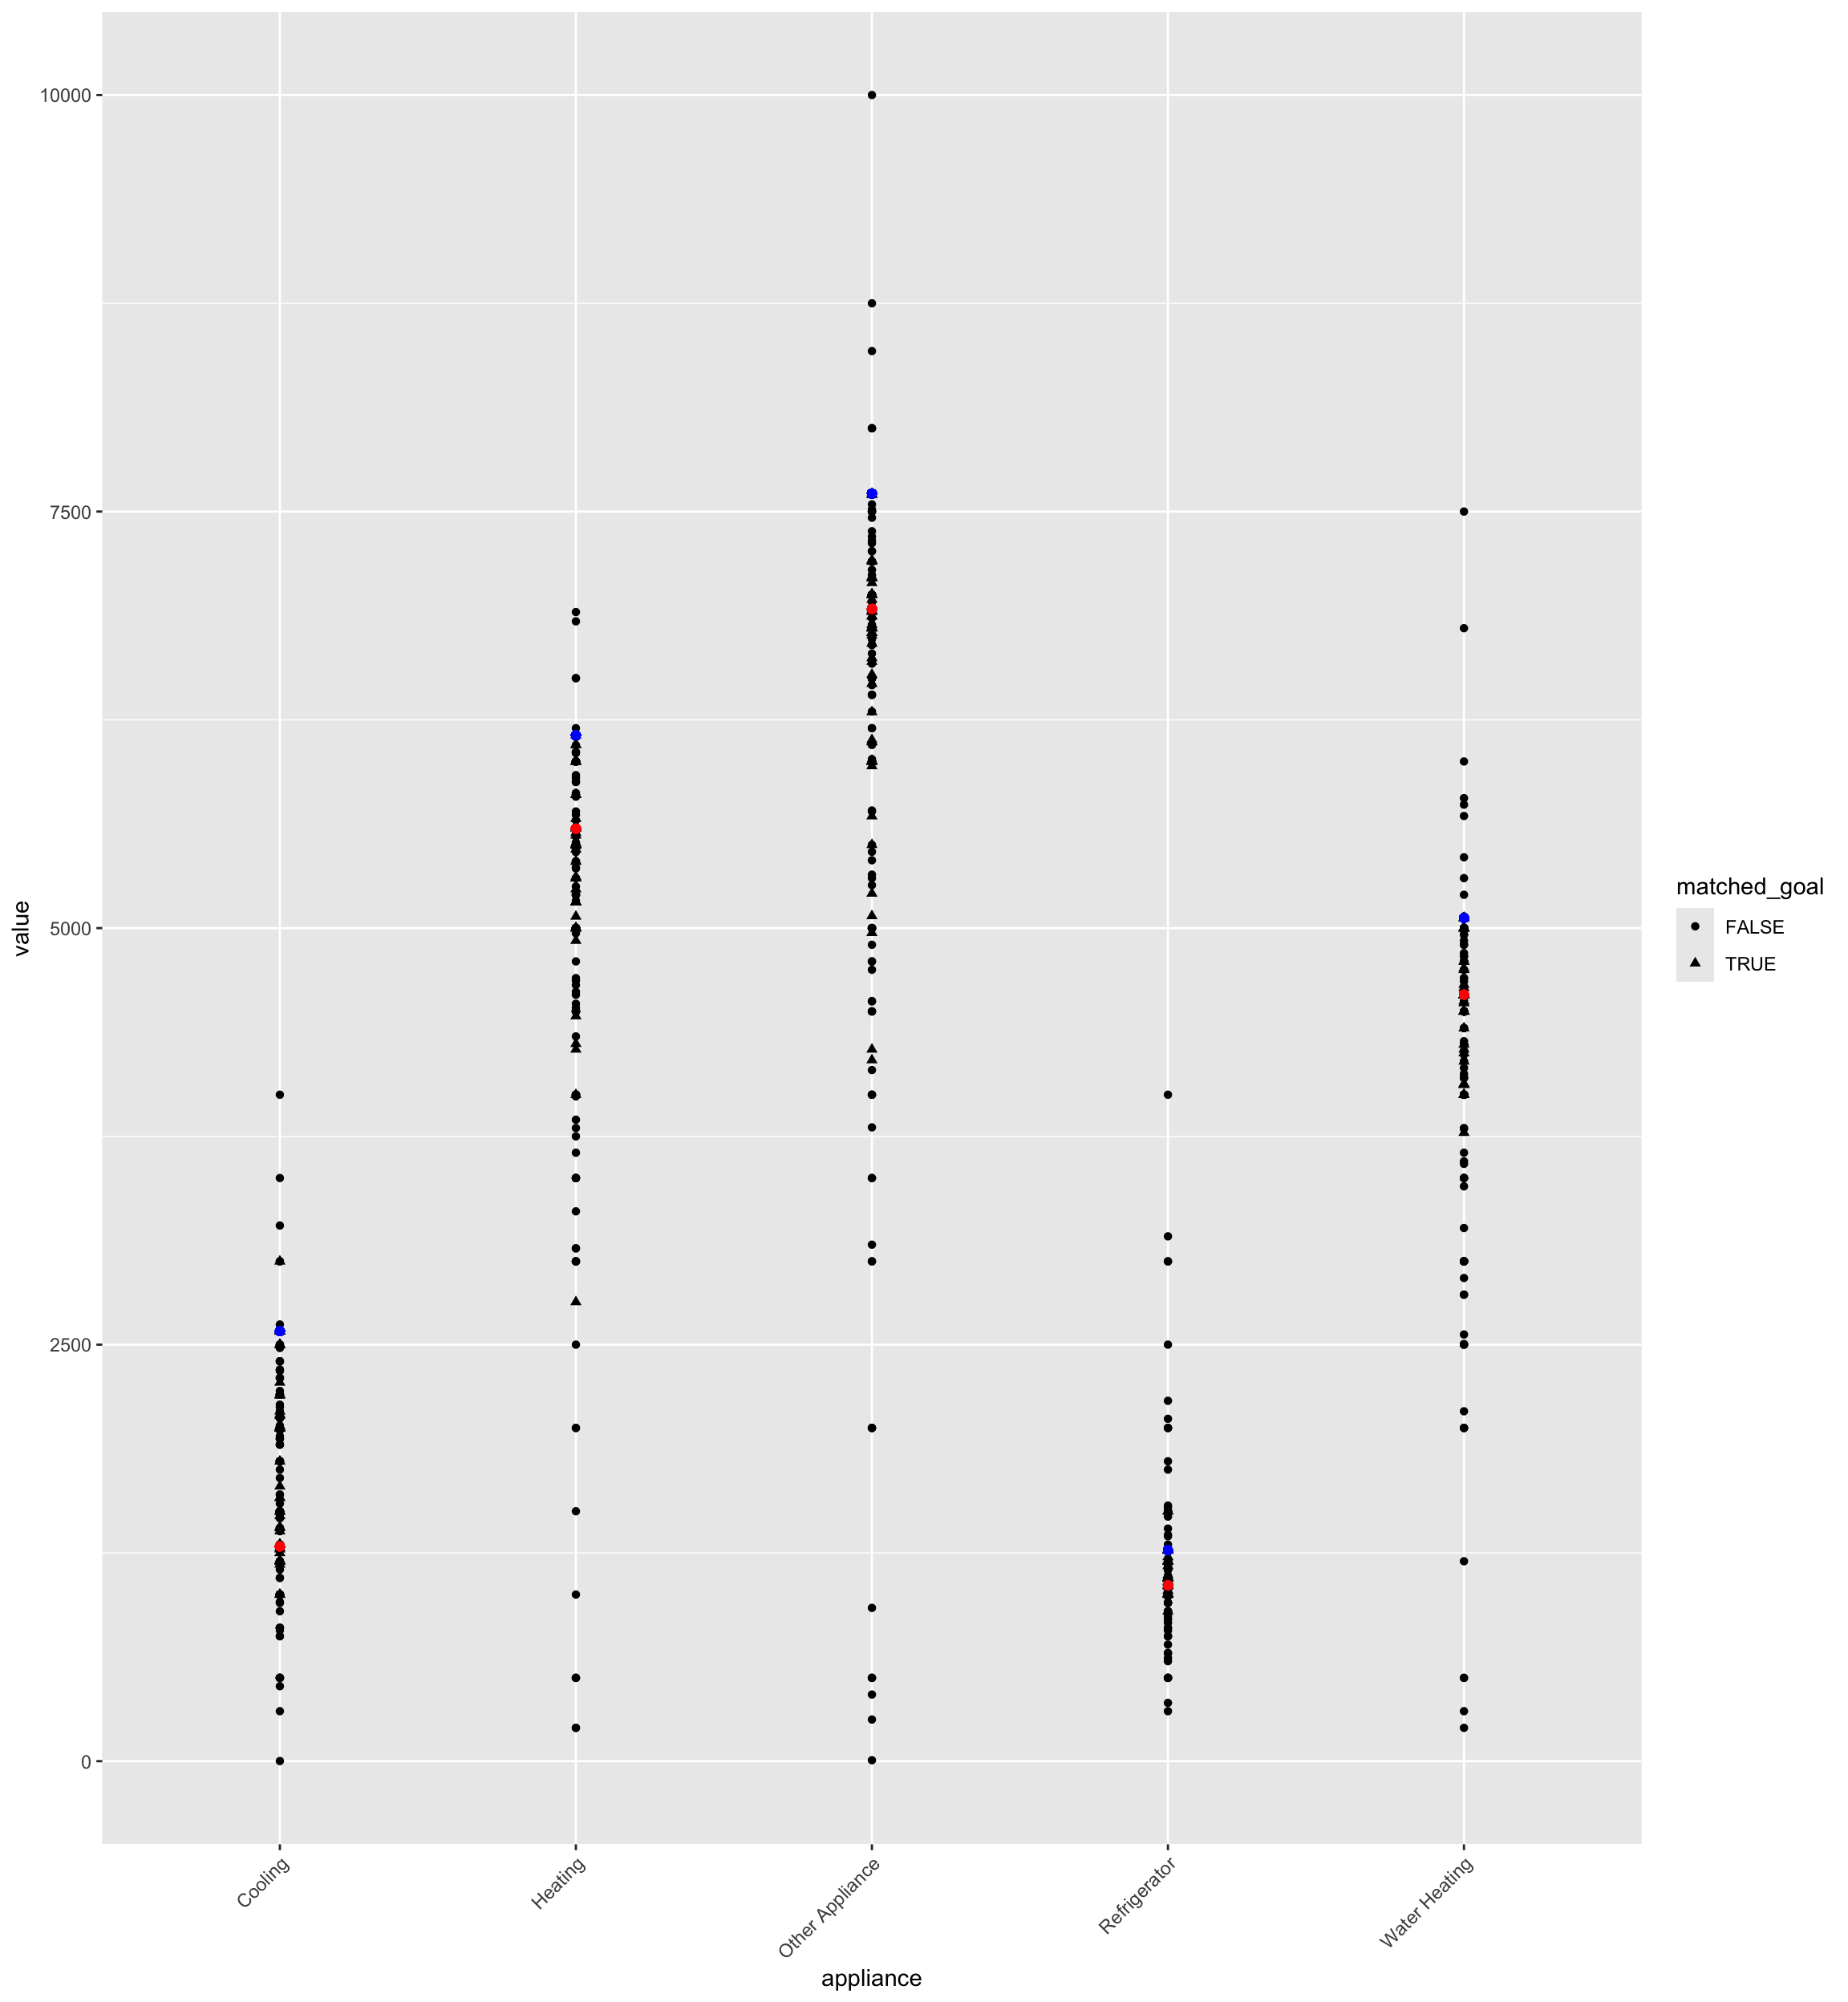 10000
7500
5000
2500
0
value
Cooling
Heating
Other Appliance
Refrigerator
Water Heating
appliance
matched_goal
FALSE
TRUE